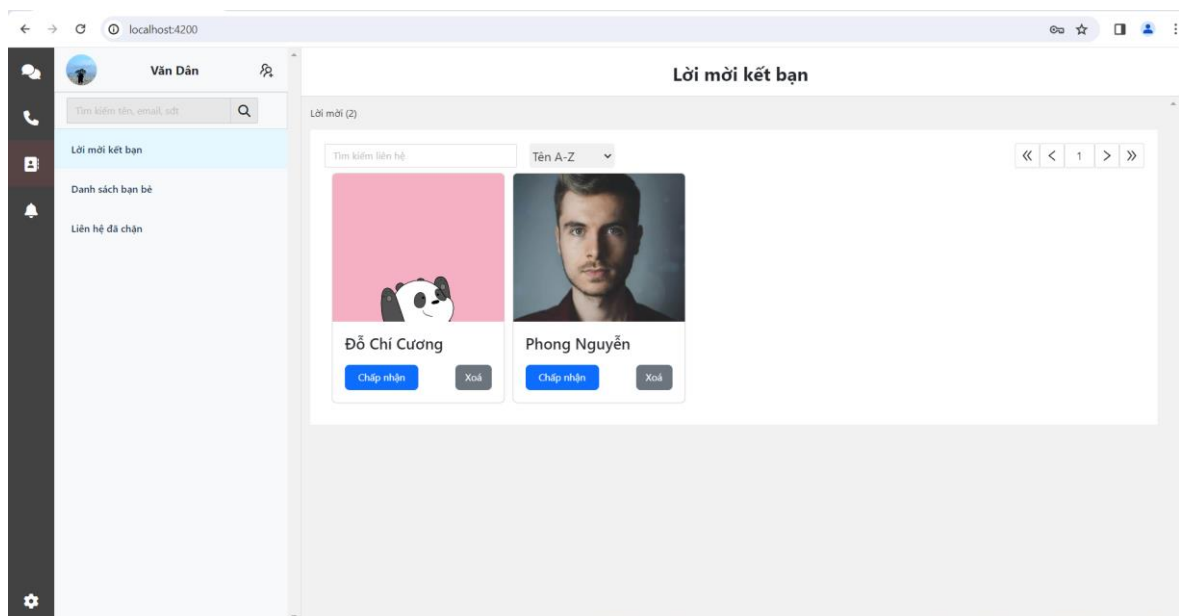 localhost:4200
Văn Dân
Tìm kiếm tên, email, sdt
Lời mời kết bạn
Danh sách bạn bè
Liên hệ đã chặn
Lời mời kết bạn
Lời mời (2)
Tìm kiếm liên hệ
Tên A-Z
1
Đỗ Chí Cương
Chấp nhận
Xoá
Phong Nguyễn
Chấp nhận
Xoá